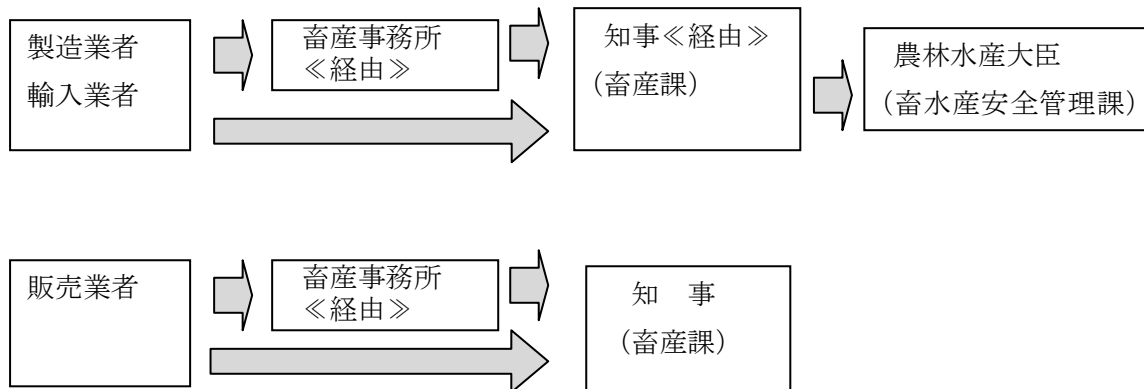 製造業者
輸入業者
畜産事務所
≪経由≫
知事≪経由≫
(畜産課)
農林水産大臣
(畜水産安全管理課)
販売業者
畜産事務所
≪経由≫
知　事
(畜産課)